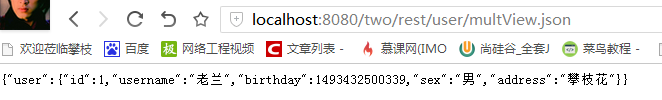 localhost:8080/two/rest/user/multView.json
欢迎莅临攀枝 百度 网络工程视频 文章列表 - 慕课网(IMO 尚硅谷_全套J 菜鸟教程 -
{"user":{"id":1,"username":"老兰","birthday":1493432500339,"sex":"男","address":"攀枝花"}}